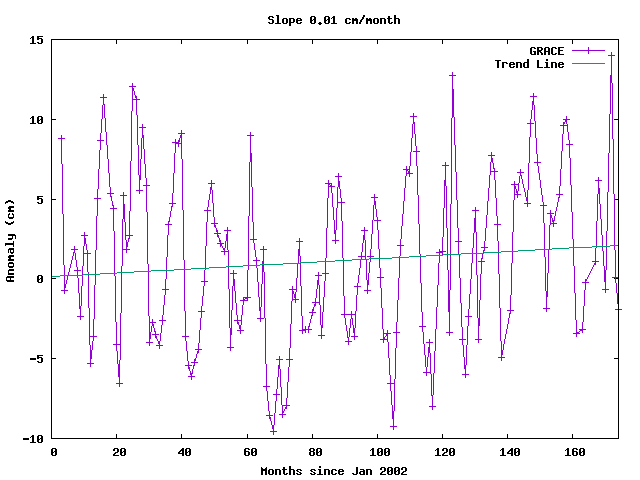 Slope 0.01 cm/month
GRACE
Trend Line
15
10
5
0
-5
-10
Anomaly (cm)
0 20 40 60 80 100 120 140 160
Months since Jan 2002